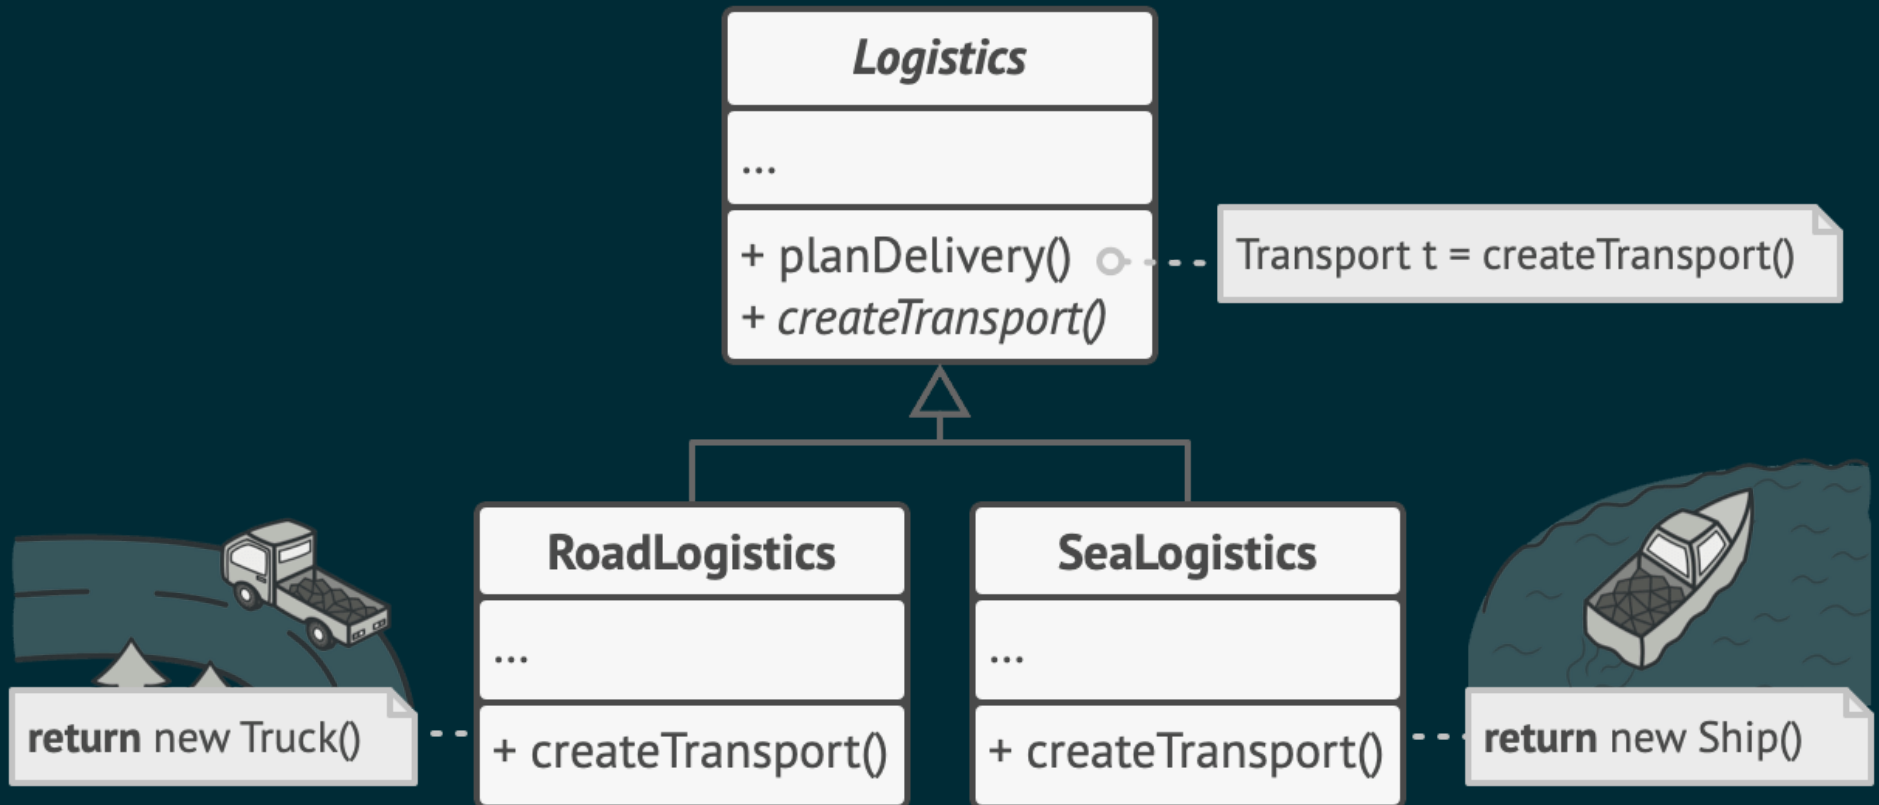 Logistics
...
+ planDelivery()
+ createTransport()
Transport t = createTransport()
RoadLogistics
...
+ createTransport()
return new Truck()
SeaLogistics
...
+ createTransport()
return new Ship()